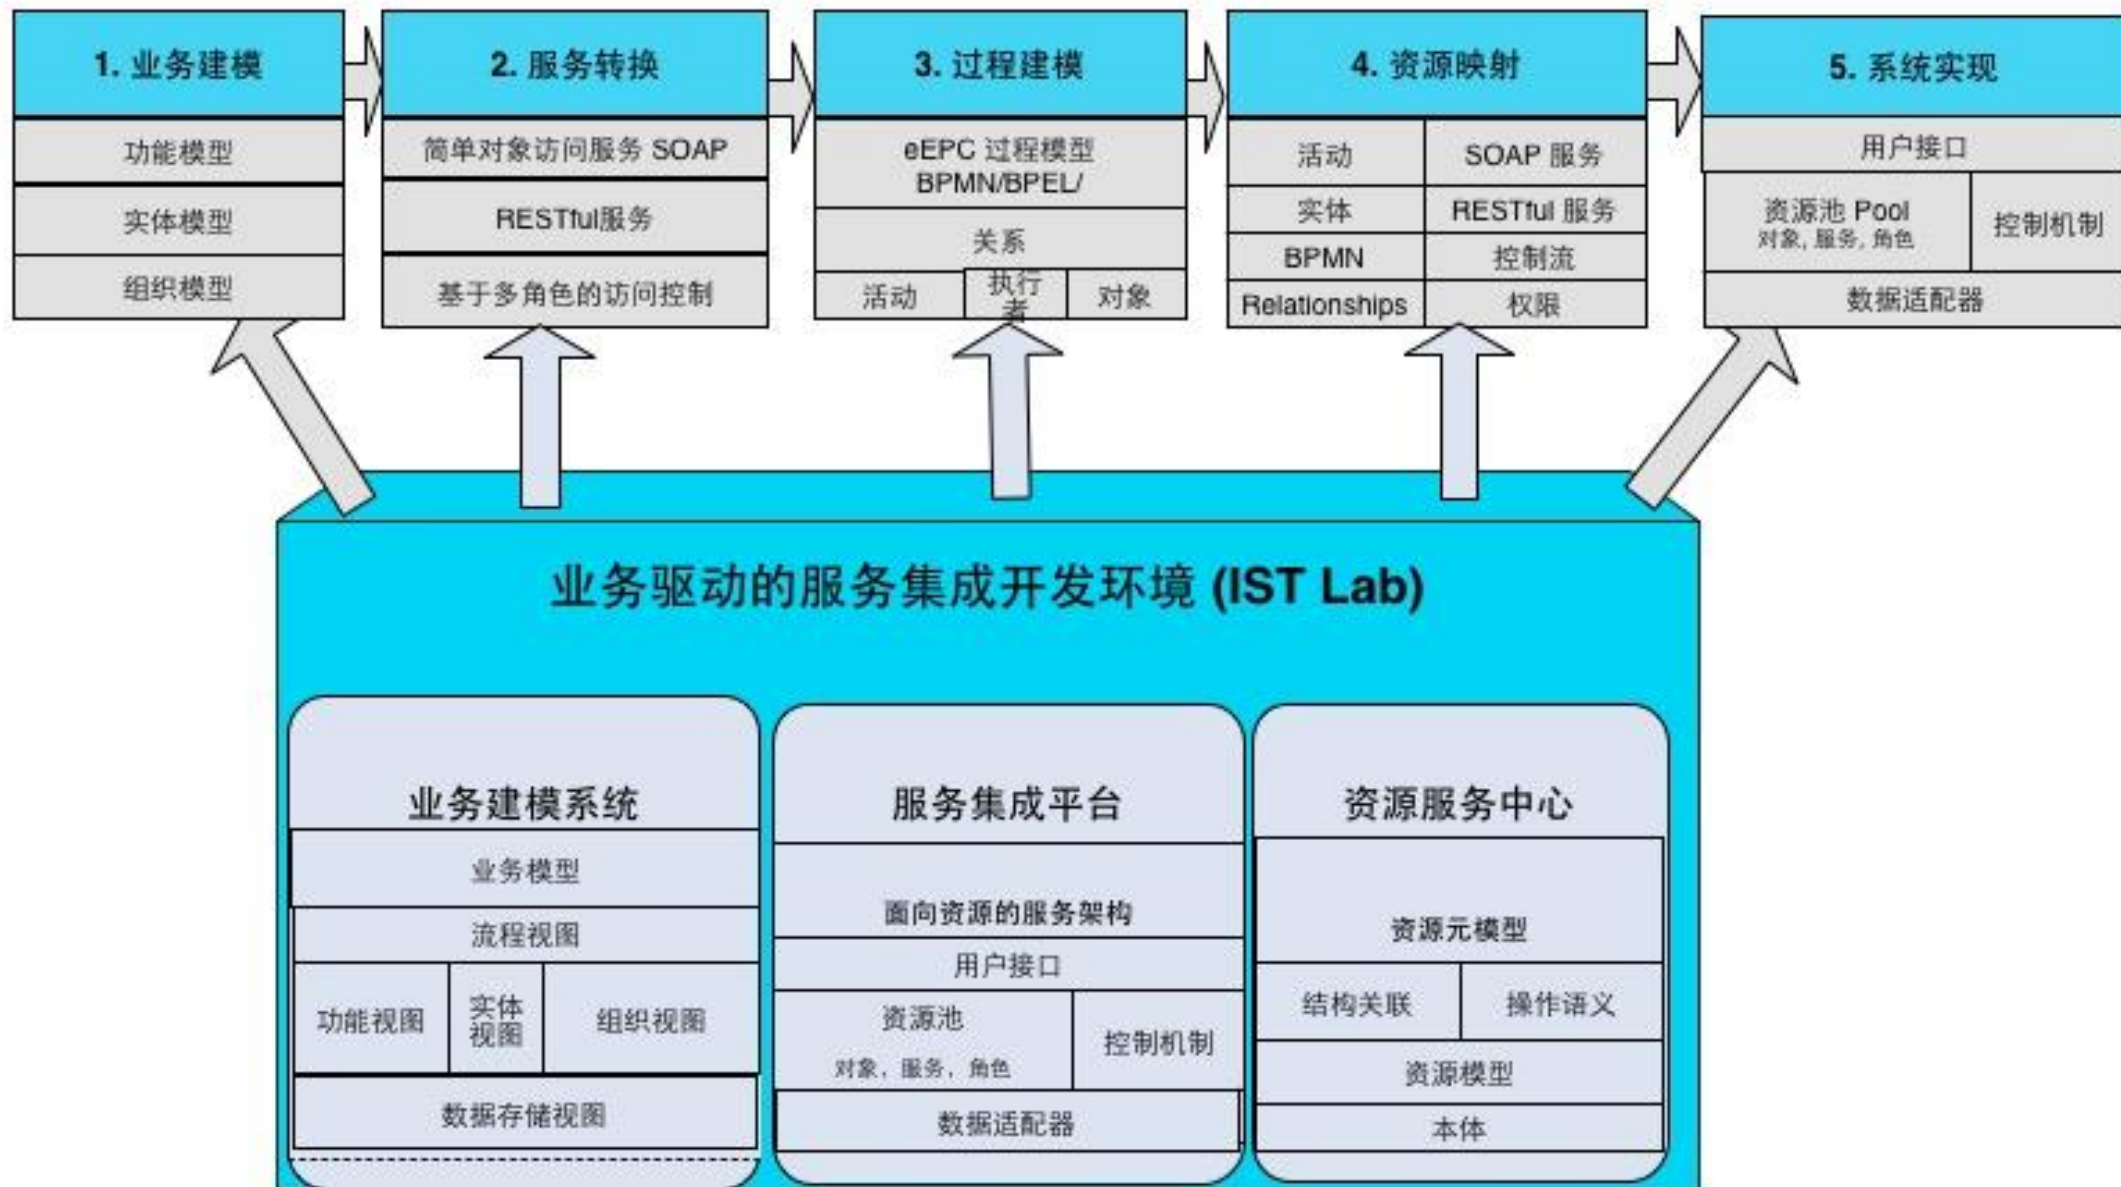 1. 业务建模
功能模型
实体模型
组织模型
2. 服务转换
简单对象访问服务 SOAP
RESTful服务
基于多角色的访问控制
3. 过程建模
eEPC 过程模型
BPMN/BPEL/
关系
活动
执行
者
对象
4. 资源映射
活动
SOAP 服务
实体
RESTful 服务
BPMN
控制流
Relationships
权限
5. 系统实现
用户接口
资源池 Pool
对象, 服务, 角色
控制机制
数据适配器
业务驱动的服务集成开发环境 (IST Lab)
业务建模系统
业务模型
流程视图
功能视图
实体
视图
组织视图
数据存储视图
服务集成平台
面向资源的服务架构
用户接口
资源池
对象，服务，角色
控制机制
数据适配器
资源服务中心
资源元模型
结构关联
操作语义
资源模型
本体